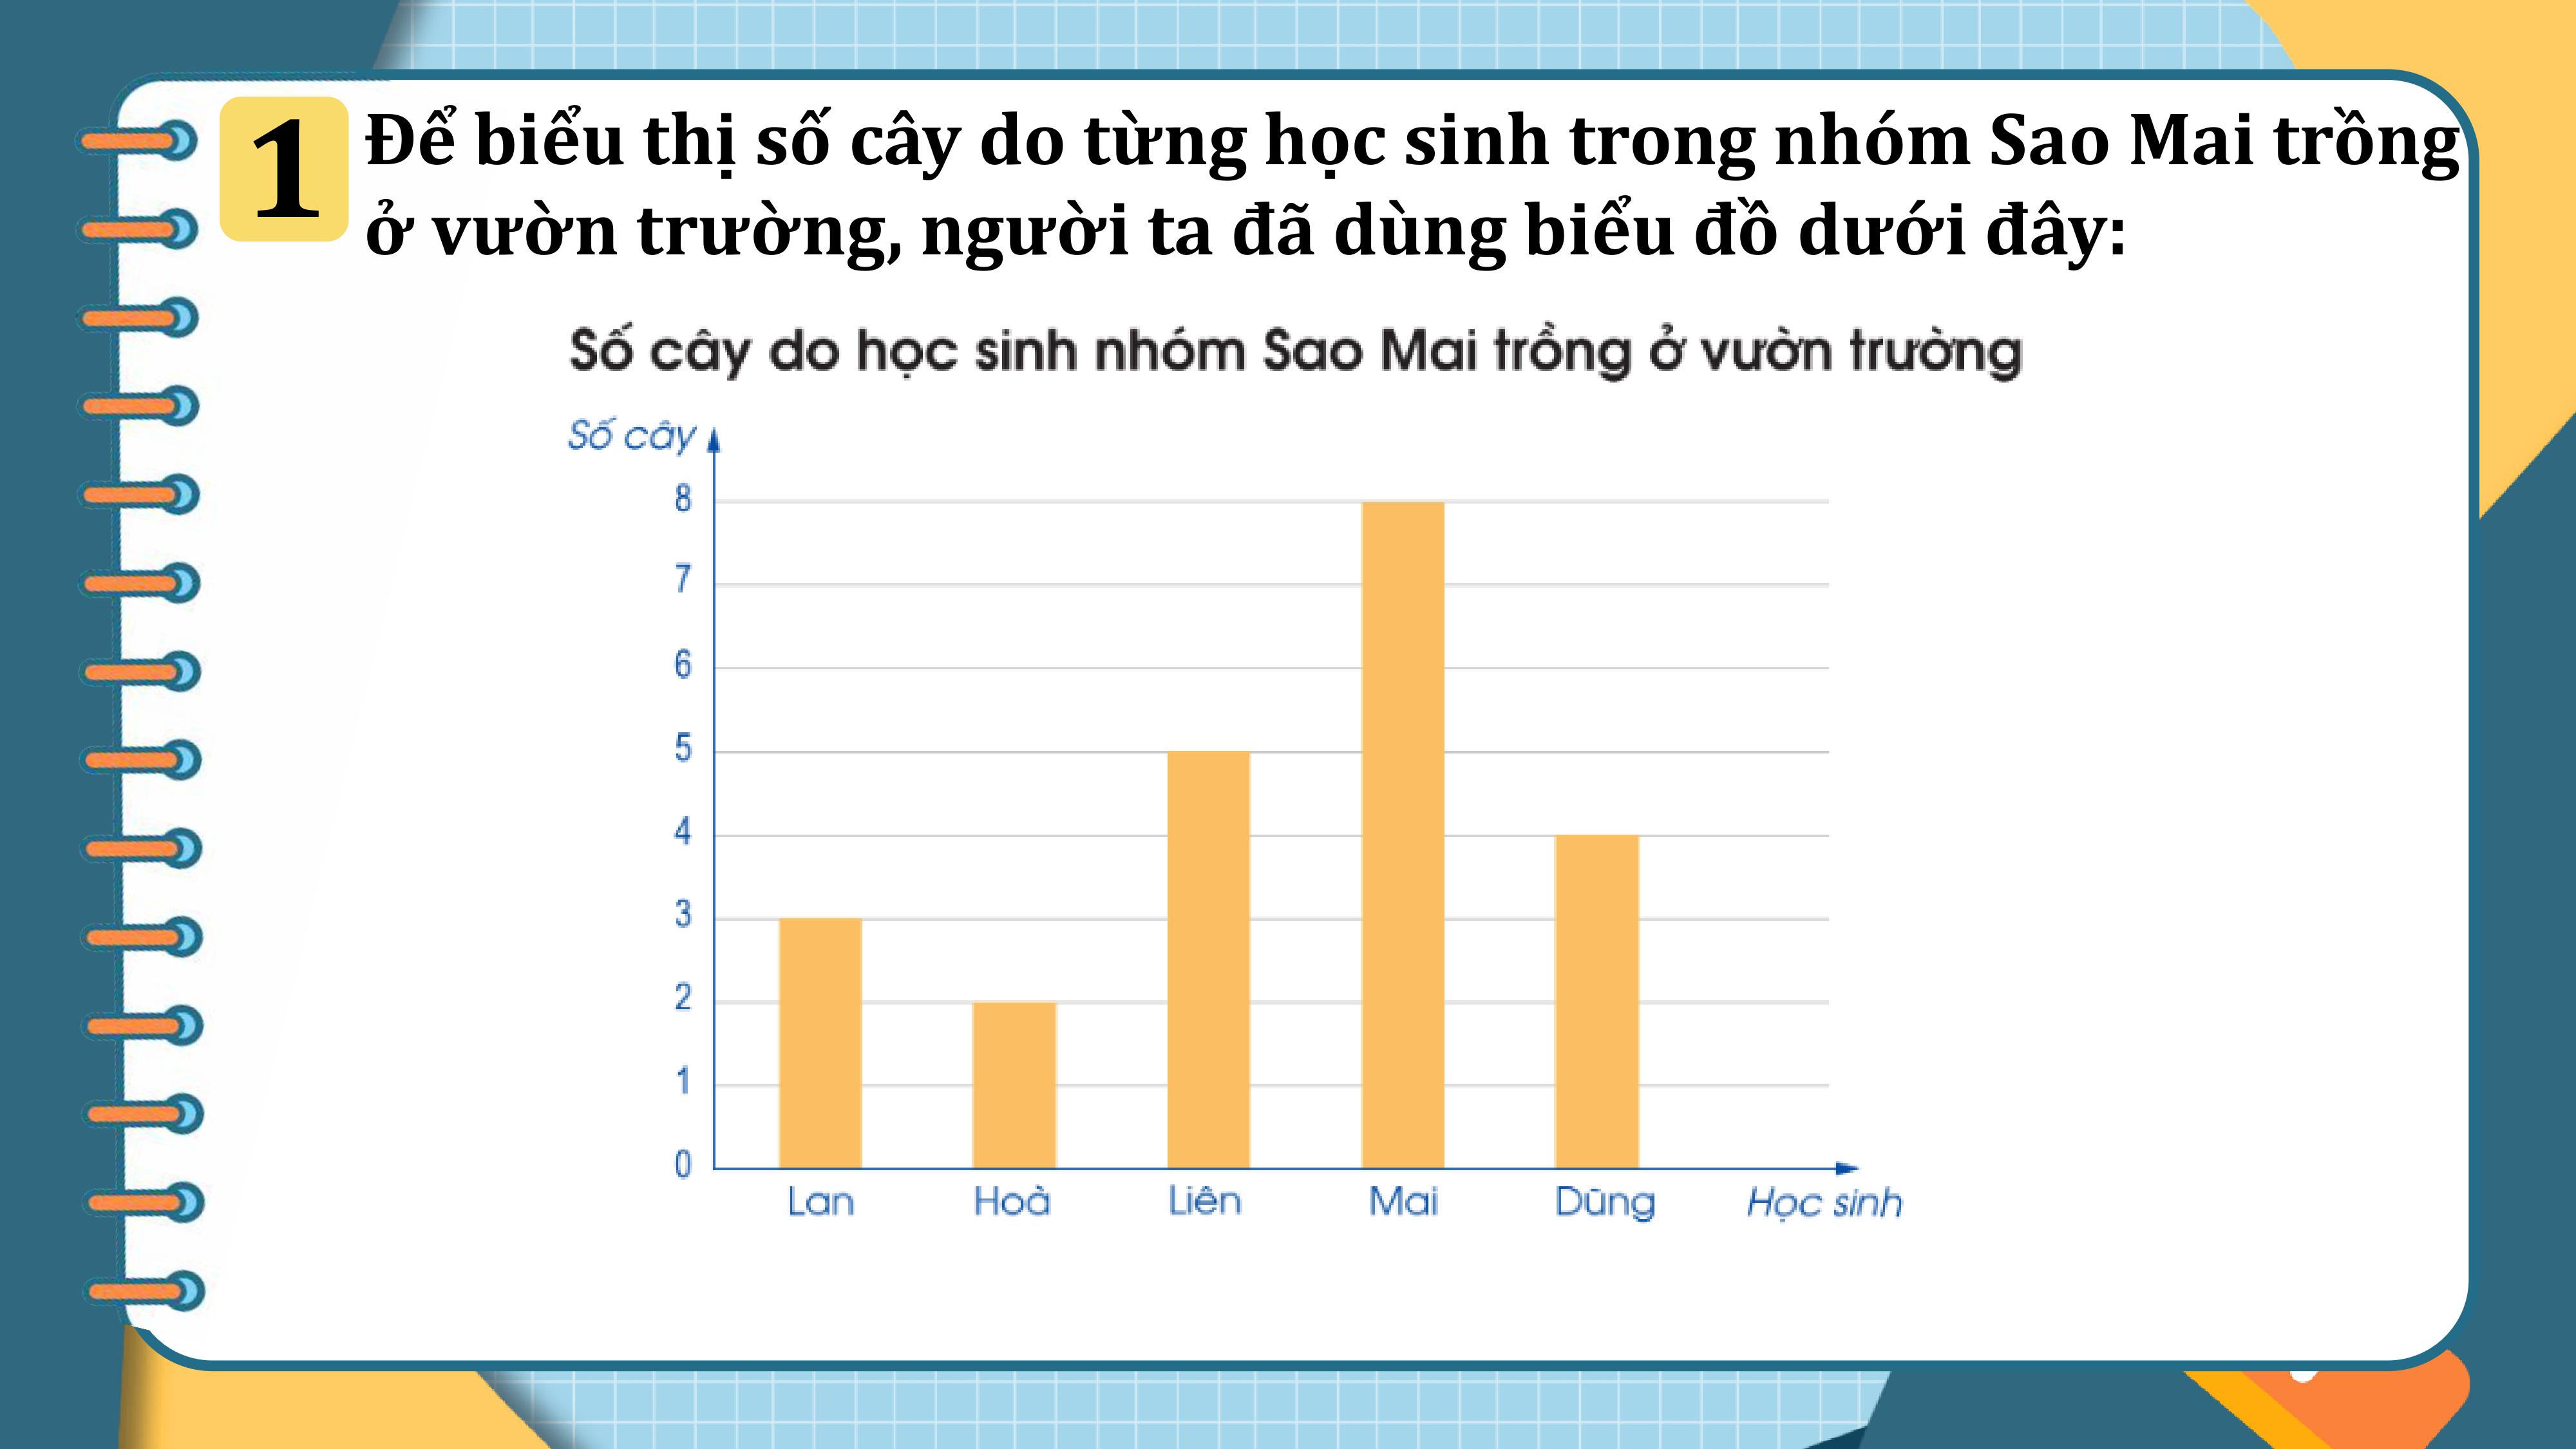 1
Để biểu thị số cây do từng học sinh trong nhóm Sao Mai trồng
ở vườn trường, người ta đã dùng biểu đồ dưới đây:
Số cây do học sinh nhóm Sao Mai trồng ở vườn trường
Số cây
8
7
6
5
4
3
2
1
0
Lan Hoà Liên Mai Dũng Học sinh